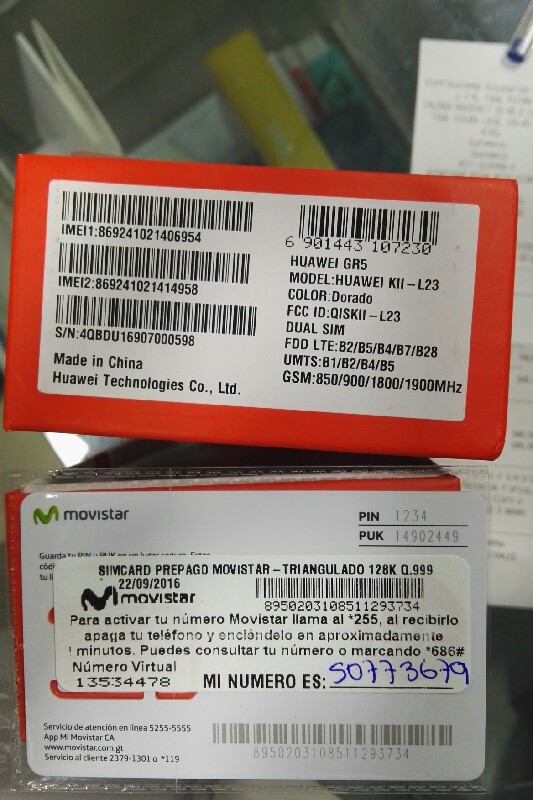 IMEI1:869241021406954
IMEI2:869241021414958
S/N:4QBDU16907000598
Made in China
Huawei Technologies Co., Ltd.
6 901443 107230
HUAWEI GR5
MODEL:HUAWEI KII-L23
COLOR:Dorado
FCC ID:QISKII-L23
DUAL SIM
FDD LTE:B2/B5/B4/B7/B28
UMTS:B1/B2/B4/B5
GSM:850/900/1800/1900MHz
movistar
PIN 1234
PUK 14902449
SIMCARD PREPAGO MOVISTAR-TRIANGULADO 128K Q.999
22/09/2016
movistar
8950203108511293734
Para activar tu número Movistar llama al *255, al recibirlo
apaga tu teléfono y enciéndelo en aproximadamente
minutos. Puedes consultar tu número o marcando *686#
Número Virtual
13534478
MI NUMERO ES: 50773679
Servicio de atención en línea 5255-5555
App Mi Movistar CA
www.movistar.com.gt
Servicio al cliente 2379-1301 o *119
8950203108511293734